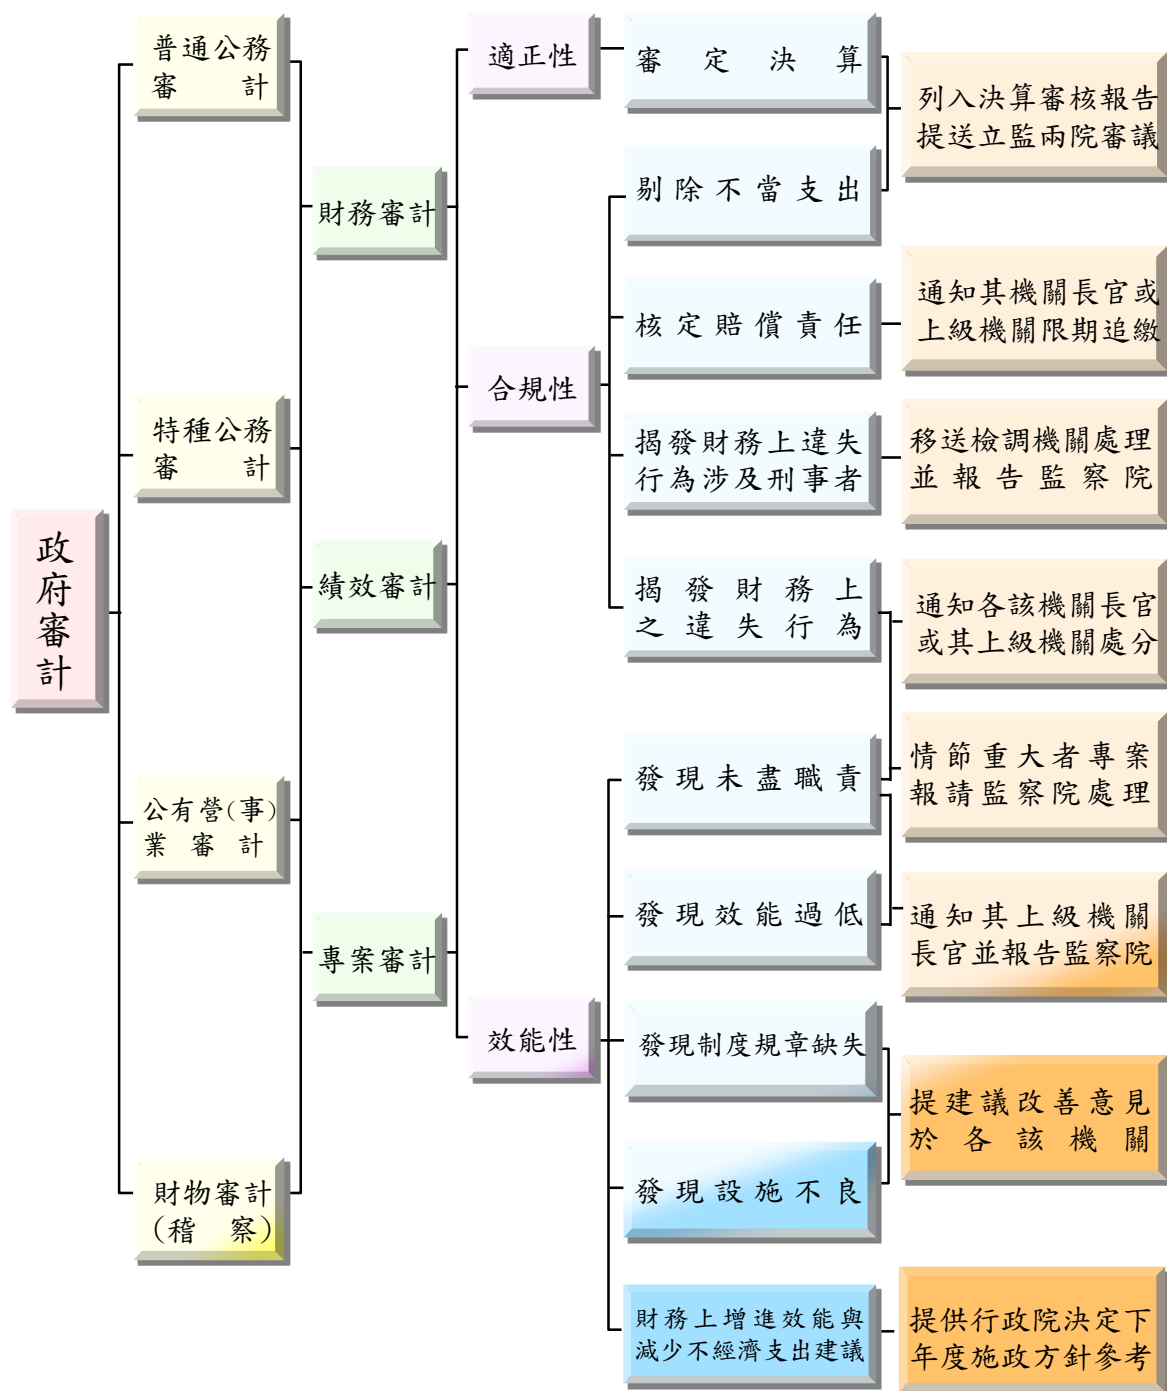 政府審計
普通公務
審計
特種公務
審計
公有營(事)
業審計
財物審計
(稽察)
財務審計
績效審計
專案審計
適正性
合規性
效能性
審定決算
剔除不當支出
核定賠償責任
揭發財務上違失
行為涉及刑事者
揭發財務上
之違失行為
發現未盡職責
發現效能過低
發現制度規章缺失
發現設施不良
財務上增進效能與
減少不經濟支出建議
列入決算審核報告
提送立監兩院審議
通知其機關長官或
上級機關限期追繳
移送檢調機關處理
並報告監察院
通知各該機關長官
或其上級機關處分
情節重大者專案
報請監察院處理
通知其上級機關
長官並報告監察院
提建議改善意見
於各該機關
提供行政院決定下
年度施政方針參考